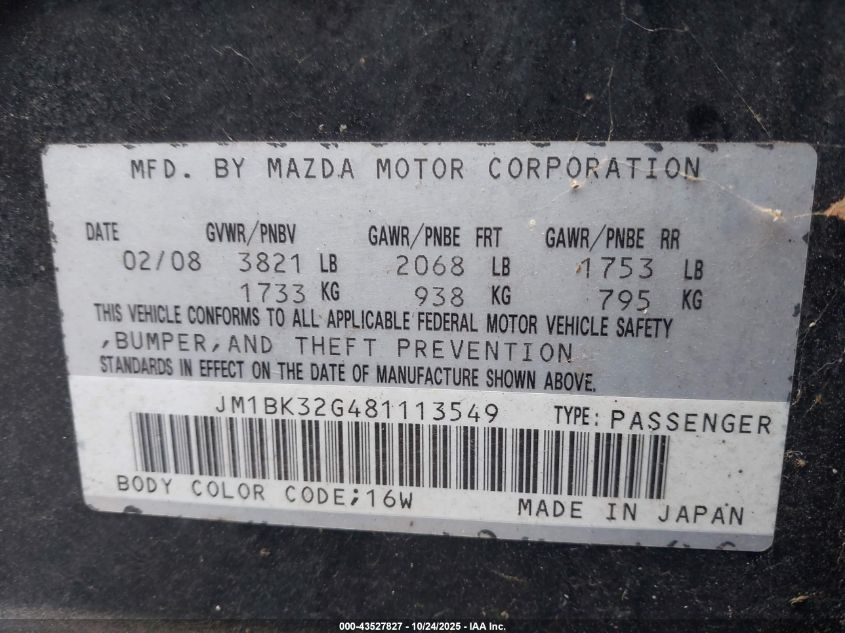 MFD. BY MAZDA MOTOR CORPORATION
DATE GVWR/PNBV GAWR/PNBE FRT GAWR/PNBE RR
02/08 3821 LB 2068 LB 1753 LB
1733 KG 938 KG 795 KG
THIS VEHICLE CONFORMS TO ALL APPLICABLE FEDERAL MOTOR VEHICLE SAFETY
,BUMPER,AND THEFT PREVENTION
STANDARDS IN EFFECT ON THE DATE OF MANUFACTURE SHOWN ABOVE.
JM1BK32G481113549 TYPE: PASSENGER
BODY COLOR CODE;16W MADE IN JAPAN
000-43527827 - 10/24/2025 - IAA Inc.